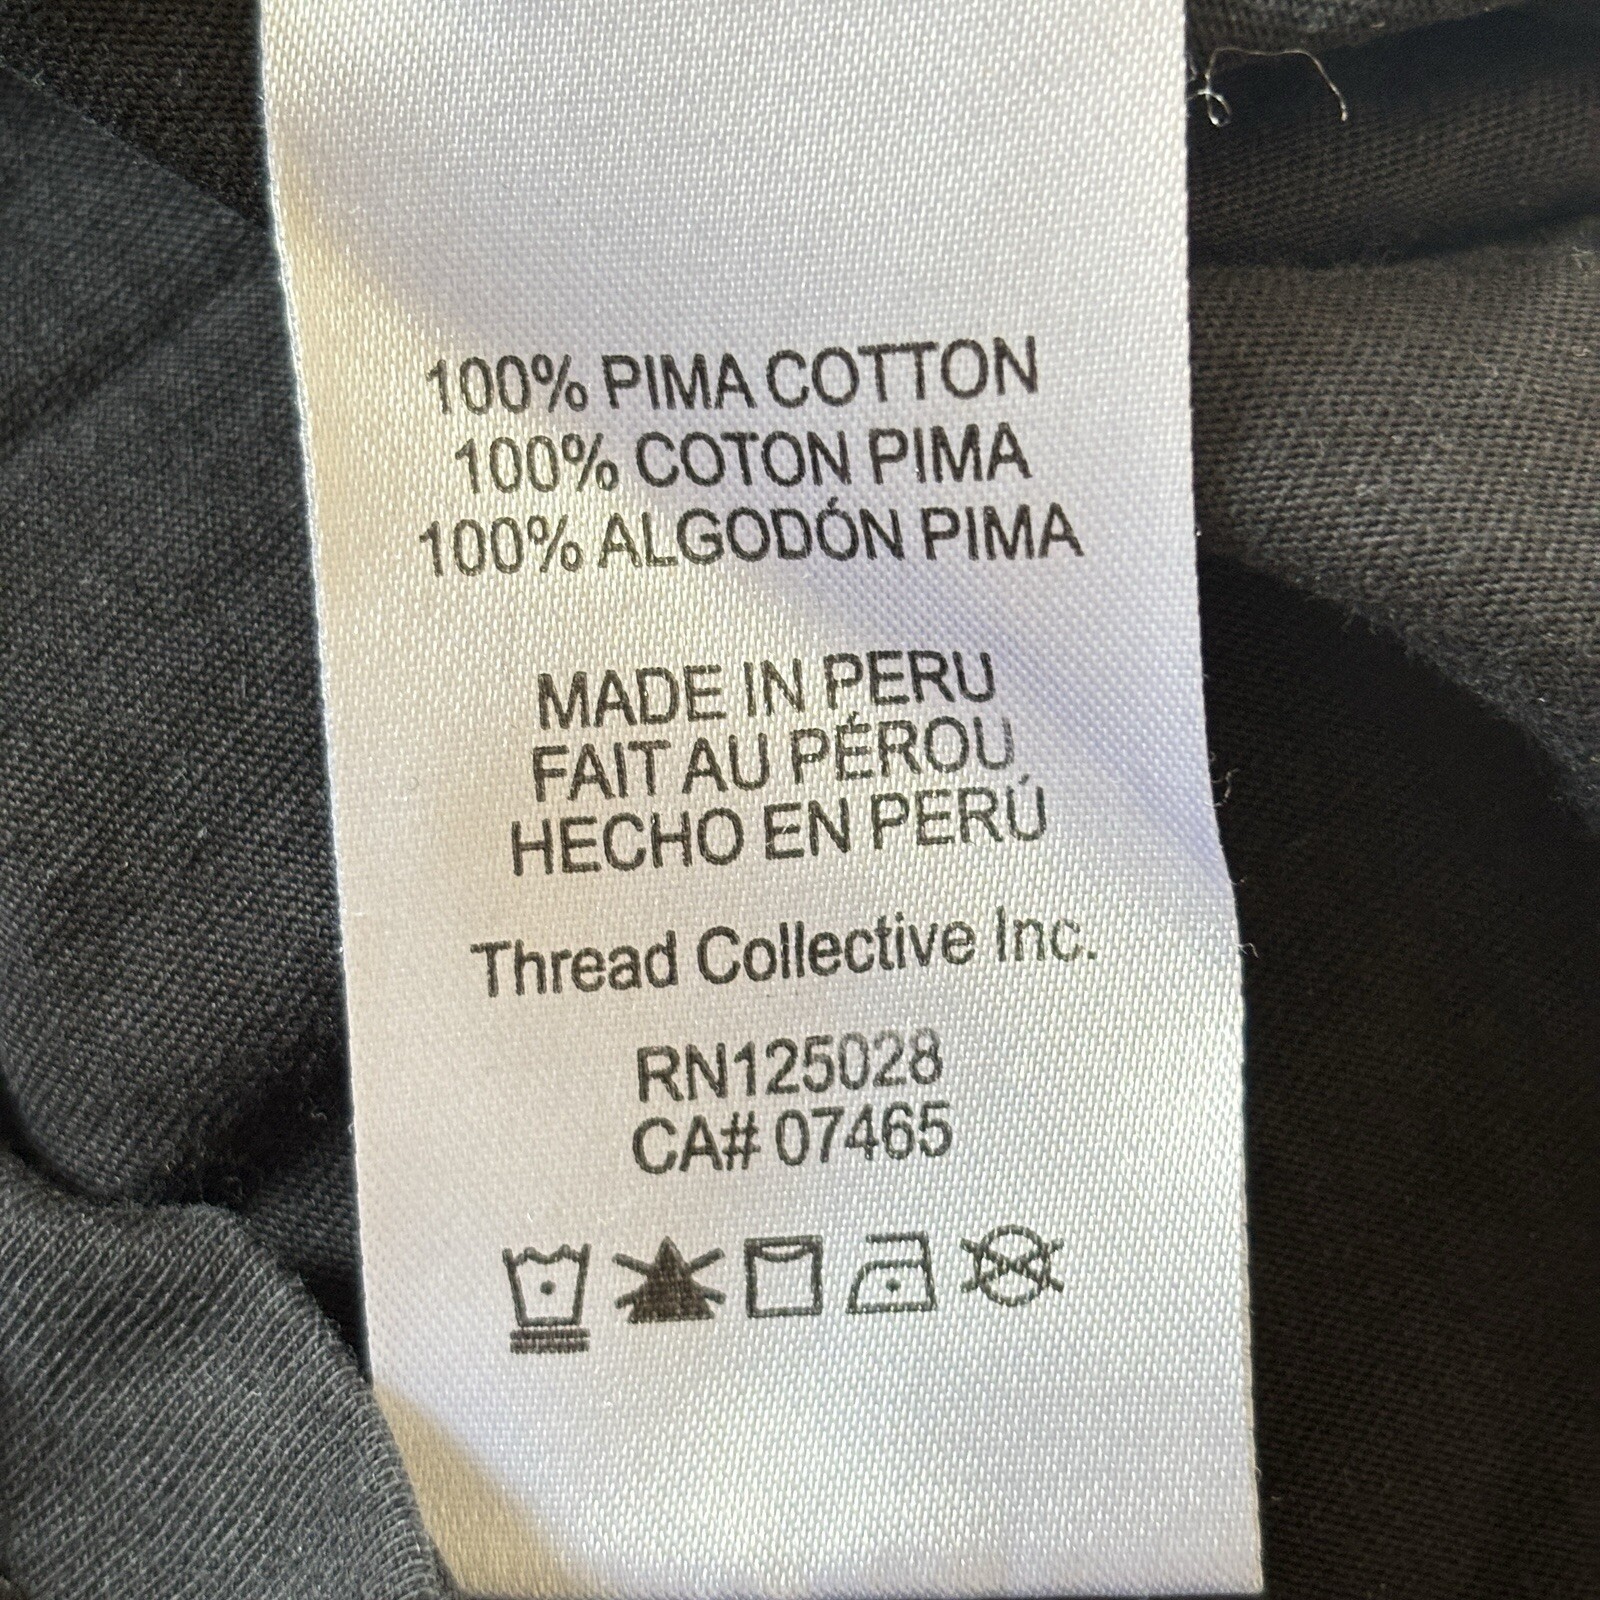 100% PIMA COTTON
100% COTON PIMA
100% ALGODÓN PIMA
MADE IN PERU
FAIT AU PÉROU
HECHO EN PERÚ
Thread Collective Inc.
RN125028
CA# 07465